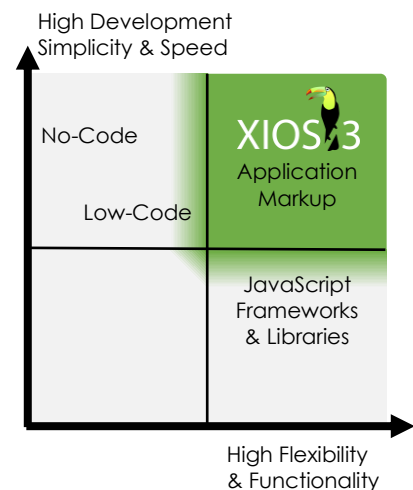 High Development
Simplicity & Speed
No-Code
XIOS/3
Application
Markup
Low-Code
JavaScript
Frameworks
& Libraries
High Flexibility
& Functionality